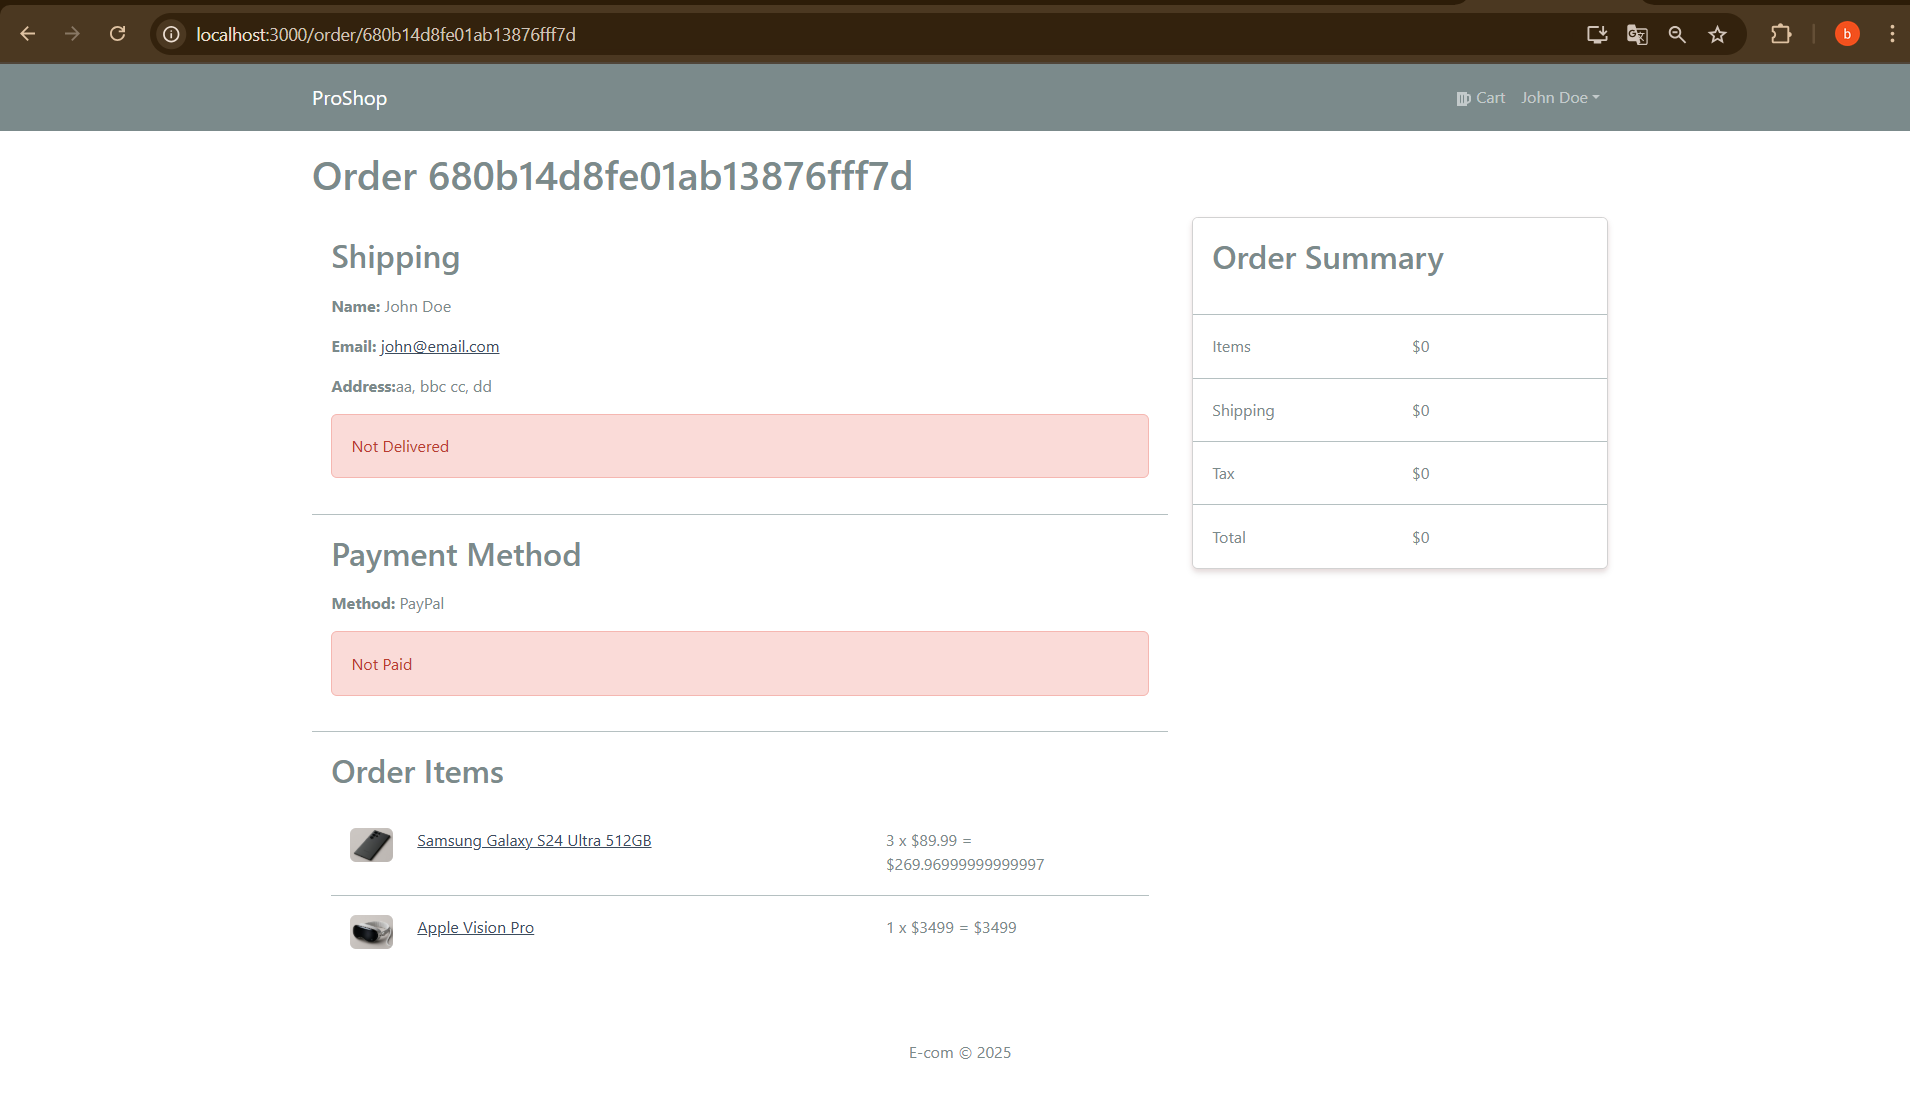 localhost:3000/order/680b14d8fe01ab13876fff7d
b
ProShop
Cart
John Doe
Order 680b14d8fe01ab13876fff7d
Shipping
Name: John Doe
Email: john@email.com
Address:aa, bbc cc, dd
Not Delivered
Payment Method
Method: PayPal
Not Paid
Order Items
Samsung Galaxy S24 Ultra 512GB
3 x $89.99 =
$269.96999999999997
Apple Vision Pro
1 x $3499 = $3499
Order Summary
Items $0
Shipping $0
Tax $0
Total $0
E-com © 2025